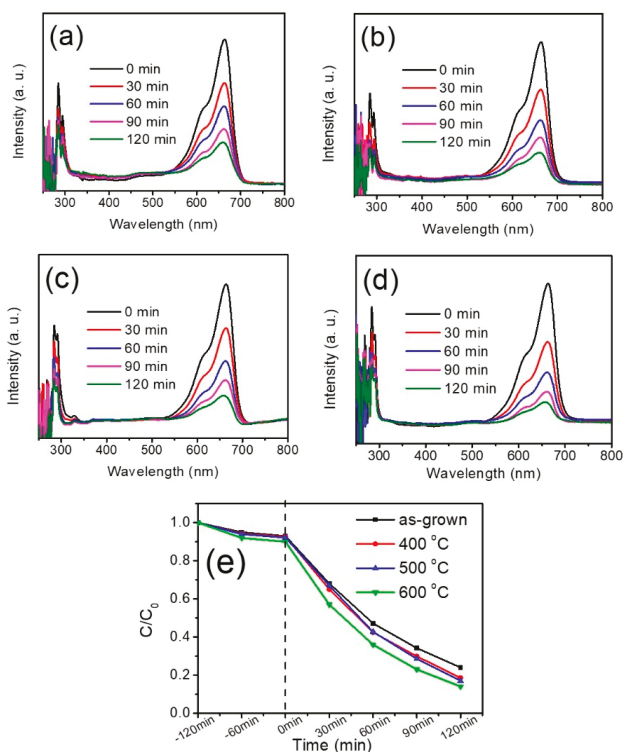 (a)
0 min
30 min
60 min
90 min
120 min
Intensity (a. u.)
300 400 500 600 700 800
Wavelength (nm)
(b)
0 min
30 min
60 min
90 min
120 min
Intensity (a. u.)
300 400 500 600 700 800
Wavelength (nm)
(c)
0 min
30 min
60 min
90 min
120 min
Intensity (a. u.)
300 400 500 600 700 800
Wavelength (nm)
(d)
0 min
30 min
60 min
90 min
120 min
Intensity (a. u.)
300 400 500 600 700 800
Wavelength (nm)
(e)
as-grown
400 °C
500 °C
600 °C
C/C₀
1.0
0.8
0.6
0.4
0.2
0.0
-120min -60min 0min 30min 60min 90min 120min
Time (min)